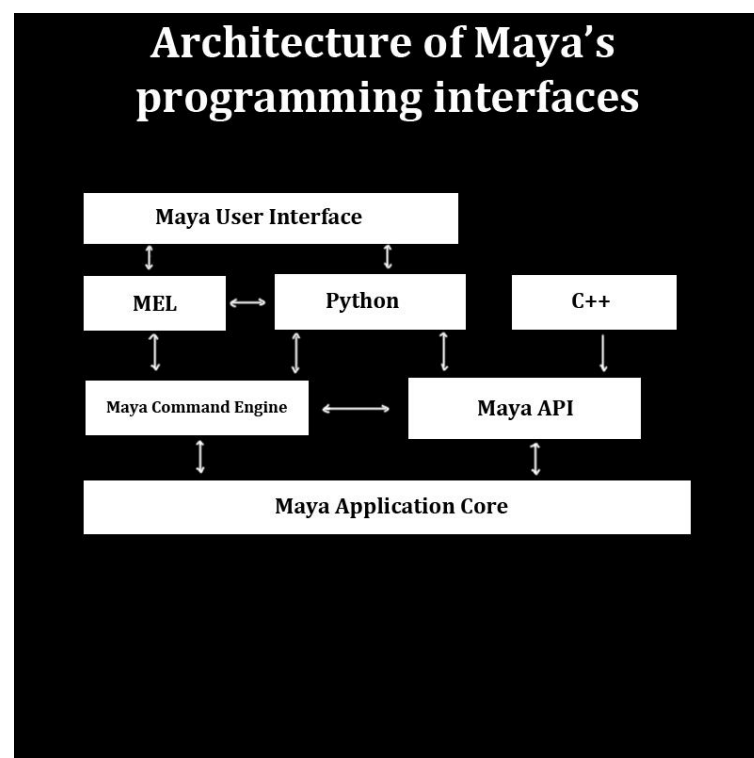 Architecture of Maya’s
programming interfaces
Maya User Interface
MEL
Python
C++
Maya Command Engine
Maya API
Maya Application Core